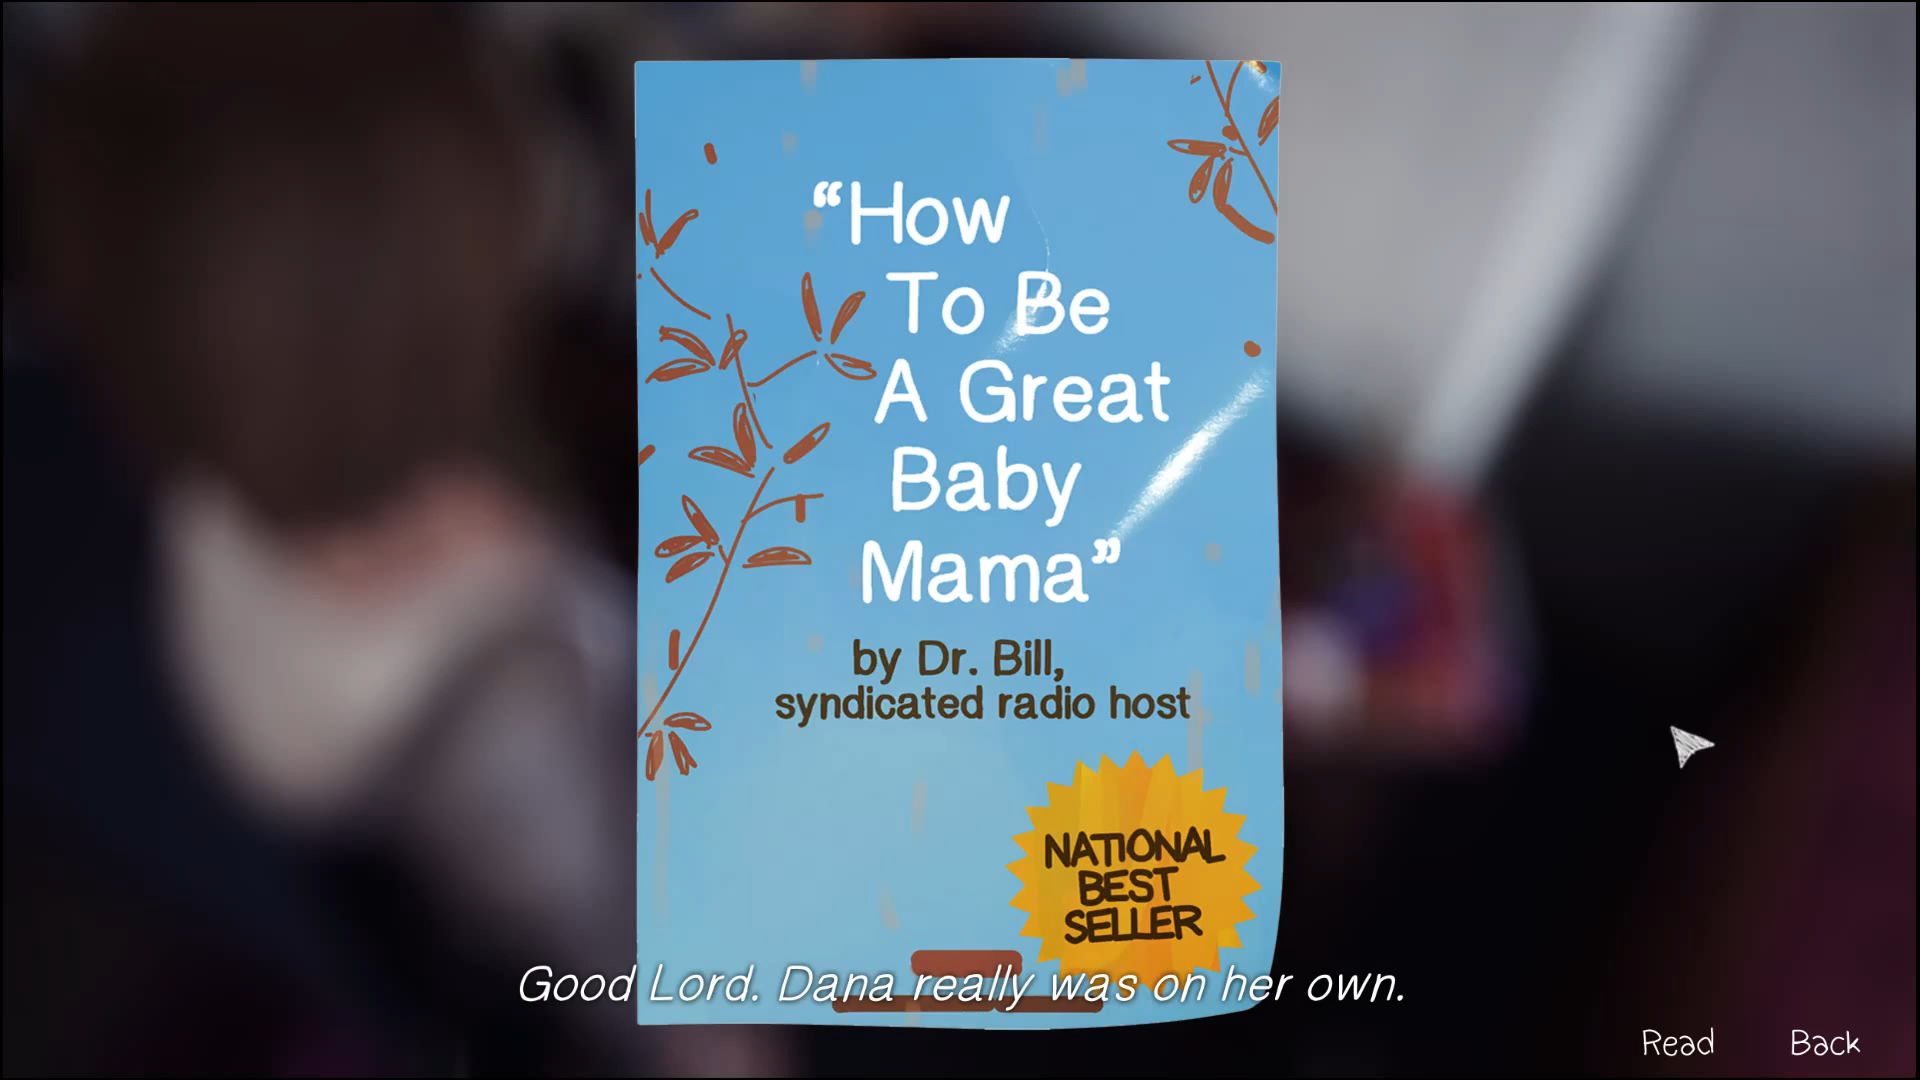 “How
To Be
A Great
Baby
Mama”
by Dr. Bill,
syndicated radio host
NATIONAL
BEST
SELLER
Good Lord. Dana really was on her own.
Read Back